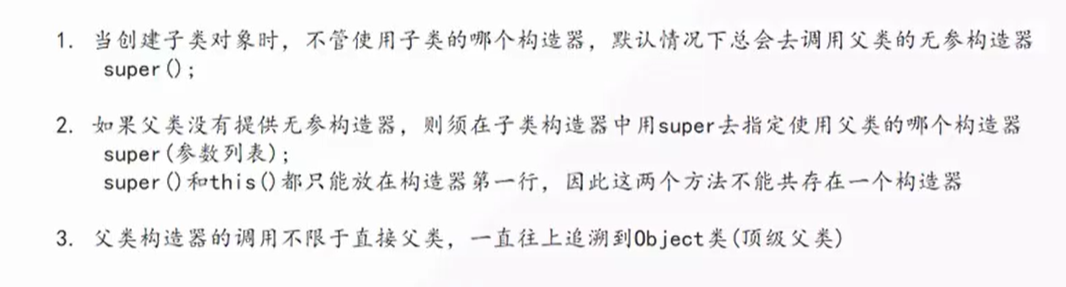 1. 当创建子类对象时，不管使用子类的哪个构造器，默认情况下总会去调用父类的无参构造器
super();
2. 如果父类没有提供无参构造器，则须在子类构造器中用super去指定使用父类的哪个构造器
super(参数列表);
super()和this()都只能放在构造器第一行，因此这两个方法不能共存在一个构造器
3. 父类构造器的调用不限于直接父类，一直往上追溯到Object类(顶级父类)